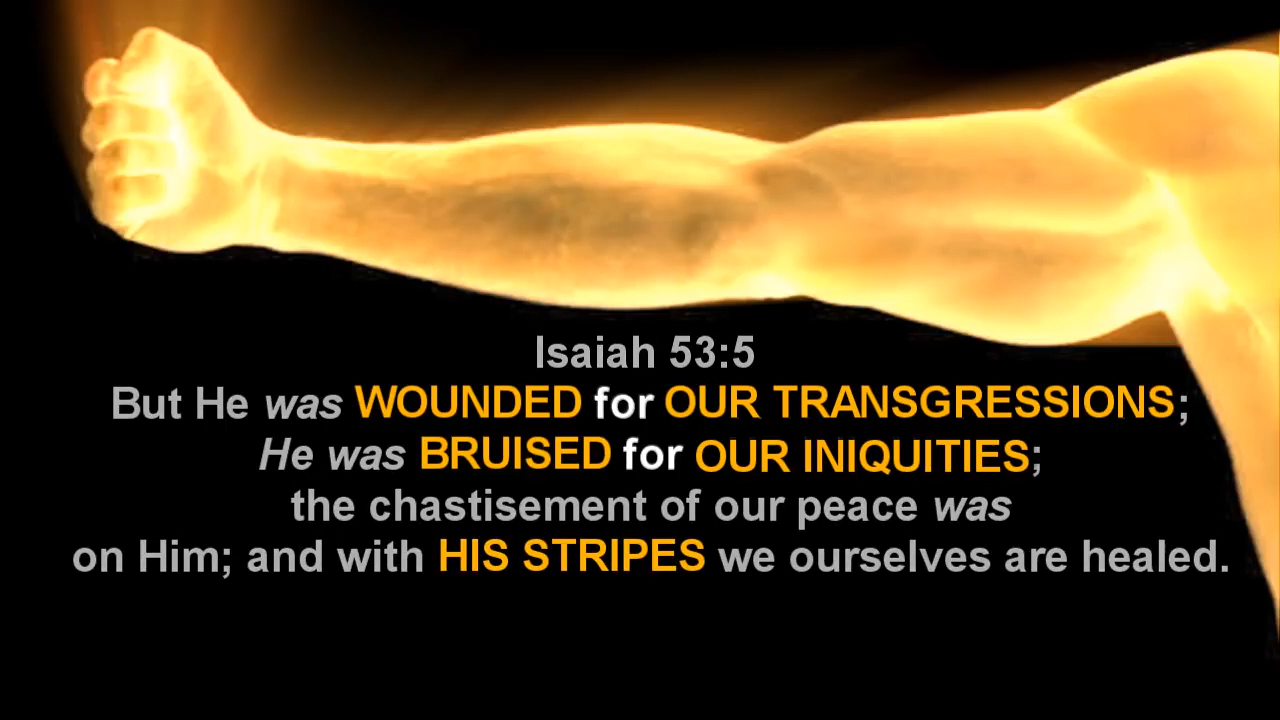 Isaiah 53:5
But He was WOUNDED for OUR TRANSGRESSIONS;
He was BRUISED for OUR INIQUITIES;
the chastisement of our peace was
on Him; and with HIS STRIPES we ourselves are healed.